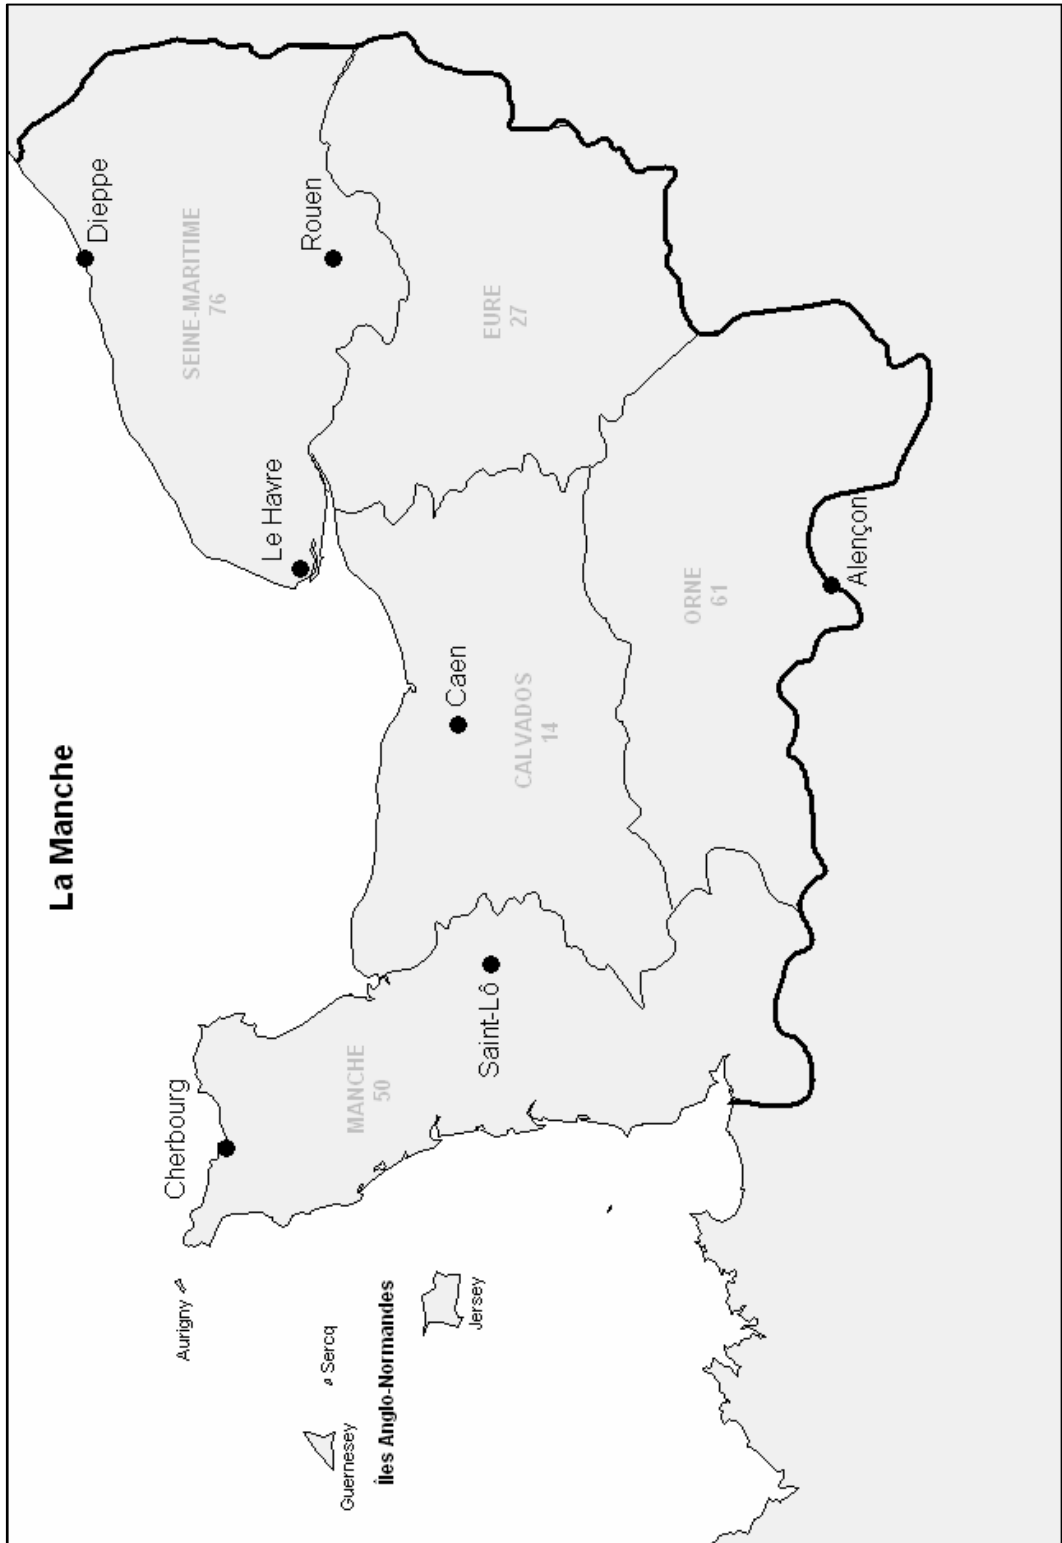 La Manche
Dieppe
SEINE-MARITIME
76
Rouen
Le Havre
EURE
27
Caen
CALVADOS
14
ORNE
61
Alençon
Cherbourg
MANCHE
50
Saint-Lô
Aurigny
Sercq
Guernesey
Îles Anglo-Normandes
Jersey